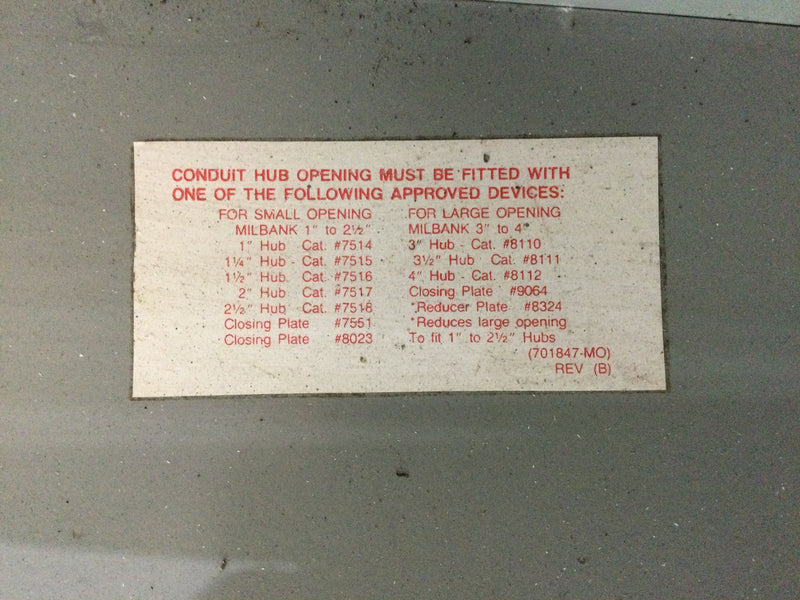 CONDUIT HUB OPENING MUST BE FITTED WITH
ONE OF THE FOLLOWING APPROVED DEVICES:
FOR SMALL OPENING
MILBANK 1" to 2½"
1" Hub Cat. #7514
1¼" Hub - Cat. #7515
1½" Hub - Cat. #7516
2" Hub Cat. #7517
2½" Hub Cat. #7518
Closing Plate #7551
Closing Plate #8023
FOR LARGE OPENING
MILBANK 3" to 4"
3" Hub - Cat. #8110
3½" Hub Cat. #8111
4" Hub - Cat. #8112
Closing Plate #9064
*Reducer Plate #8324
*Reduces large opening
To fit 1" to 2½" Hubs
(701847-MO)
REV (B)